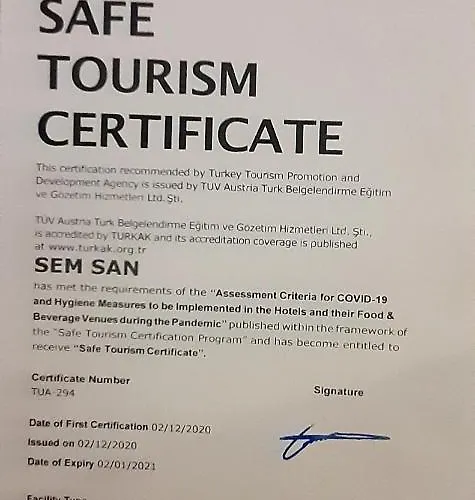 SAFE
TOURISM
CERTIFICATE
This certification recommended by Turkey Tourism Promotion and
Development Agency is issued by TUV Austria Turk Belgelendirme Eğitim
ve Gözetim Hizmetleri Ltd. Şti.
TÜV Austria Turk Belgelendirme Eğitim ve Gözetim Hizmetleri Ltd. Şti.,
is accredited by TÜRKAK and its accreditation coverage is published
at www.turkak.org.tr
SEM SAN
has met the requirements of the "Assessment Criteria for COVID-19
and Hygiene Measures to be Implemented in the Hotels and their Food &
Beverage Venues during the Pandemic" published within the framework of
the "Safe Tourism Certification Program" and has become entitled to
receive "Safe Tourism Certificate".
Certificate Number
TUA-294
Signature
Date of First Certification 02/12/2020
Issued on 02/12/2020
Date of Expiry 02/01/2021
Facility Type